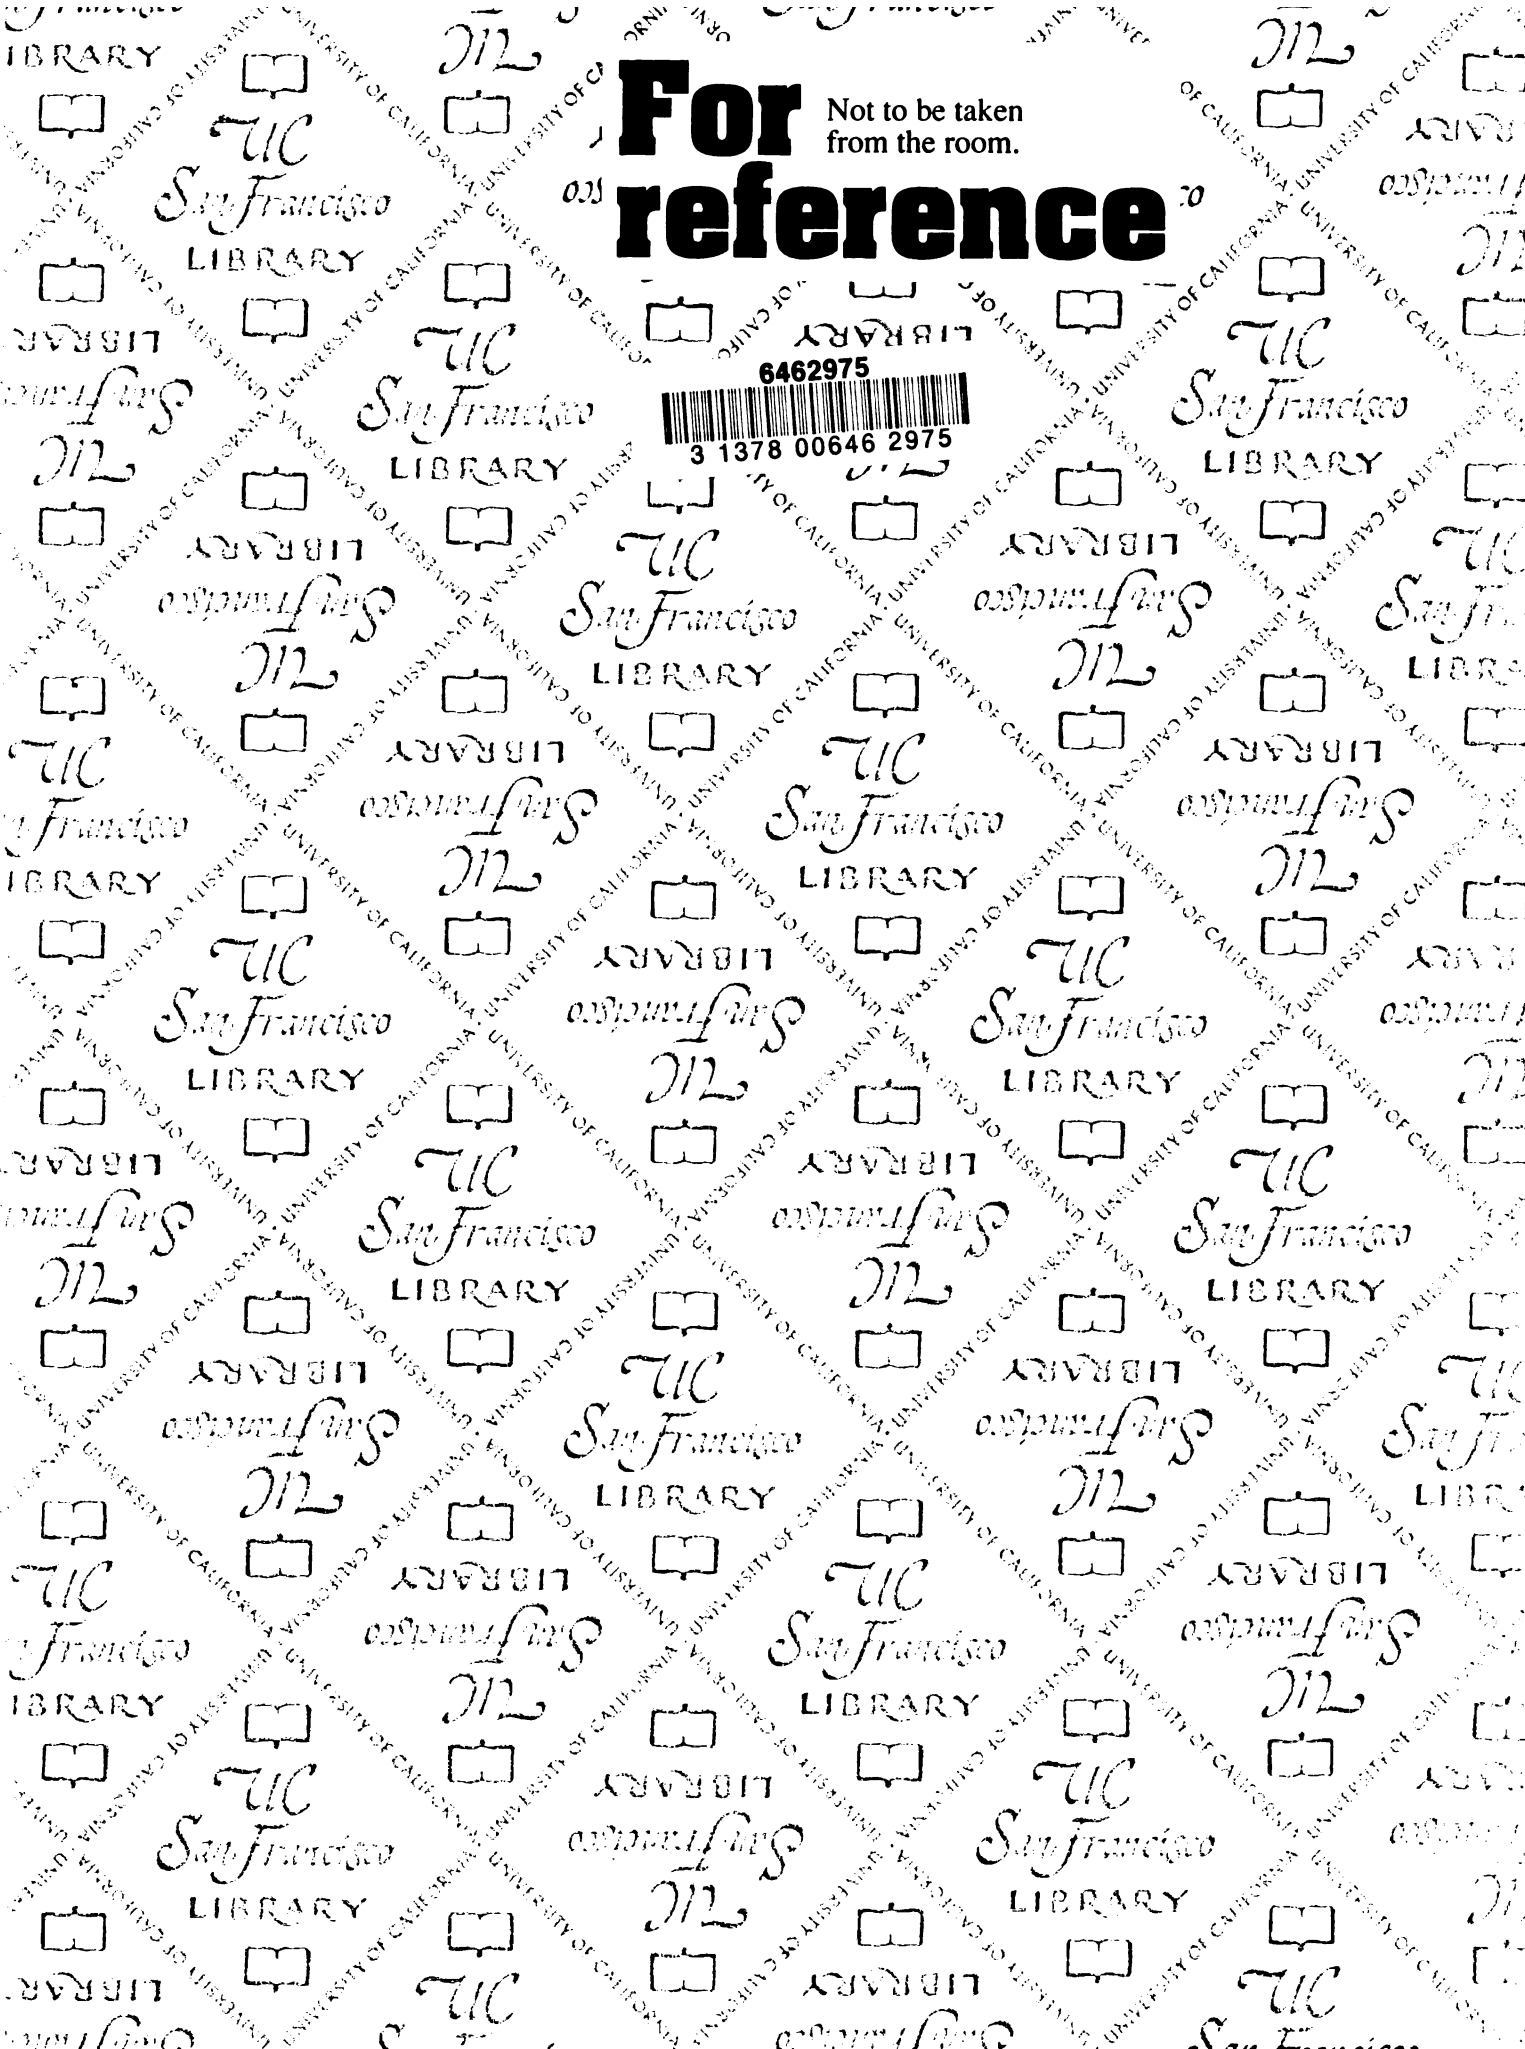 For
Not to be taken
from the room.
reference
6462975
3 1378 00646 2975
UC
San Francisco
LIBRARY
UNIVERSITY OF CALIFORNIA